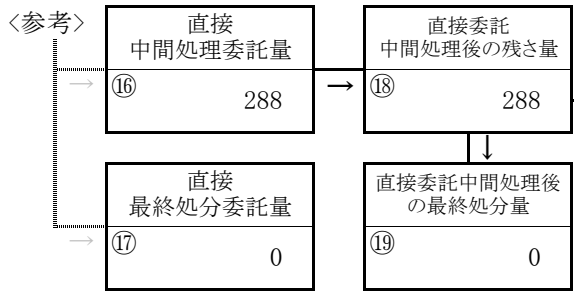 〈参考〉
直接
中間処理委託量
⑯
288
→
→
直接委託
中間処理後の残さ量
⑱
288
↓
直接
最終処分委託量
⑰
0
→
直接委託中間処理後
の最終処分量
⑲
0